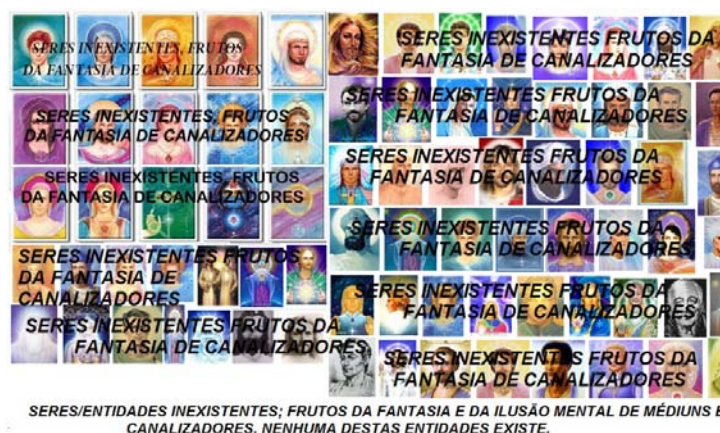 SERES INEXISTENTES, FRUTOS
DA FANTASIA DE CANALIZADORES
SERES INEXISTENTES, FRUTOS
DA FANTASIA DE CANALIZADORES
SERES INEXISTENTES, FRUTOS
DA FANTASIA DE CANALIZADORES
SERES INEXISTENTES FRUTOS
DA FANTASIA DE
CANALIZADORES
SERES INEXISTENTES FRUTOS DA
FANTASIA DE CANALIZADORES
SERES INEXISTENTES FRUTOS DA
FANTASIA DE CANALIZADORES
SERES INEXISTENTES FRUTOS DA
FANTASIA DE CANALIZADORES
SERES INEXISTENTES FRUTOS DA
FANTASIA DE CANALIZADORES
SERES INEXISTENTES FRUTOS DA
FANTASIA DE CANALIZADORES
SERES INEXISTENTES FRUTOS DA
FANTASIA DE CANALIZADORES
SERES INEXISTENTES FRUTOS DA
FANTASIA DE CANALIZADORES
SERES/ENTIDADES INEXISTENTES; FRUTOS DA FANTASIA E DA ILUSÃO MENTAL DE MÉDIUNS E
CANALIZADORES. NENHUMA DESTAS ENTIDADES EXISTE.